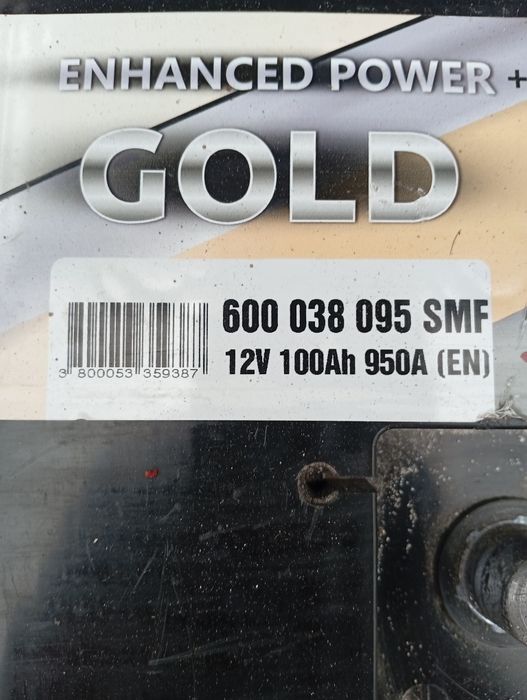 ENHANCED POWER +
GOLD
600 038 095 SMF
12V 100Ah 950A (EN)
3 800053 359387